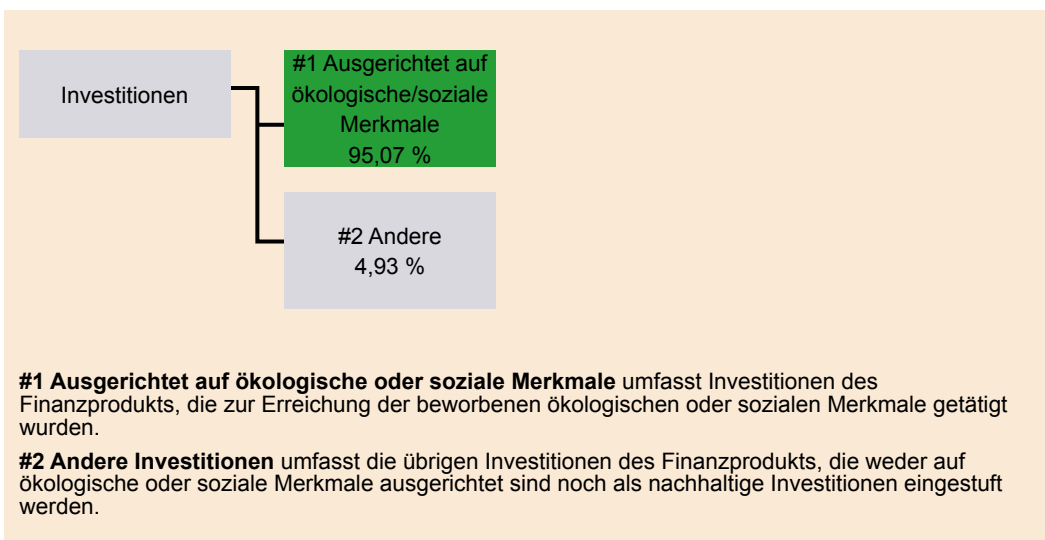 Investitionen
#1 Ausgerichtet auf
ökologische/soziale
Merkmale
95,07 %
#2 Andere
4,93 %
#1 Ausgerichtet auf ökologische oder soziale Merkmale umfasst Investitionen des
Finanzprodukts, die zur Erreichung der beworbenen ökologischen oder sozialen Merkmale getätigt
wurden.
#2 Andere Investitionen umfasst die übrigen Investitionen des Finanzprodukts, die weder auf
ökologische oder soziale Merkmale ausgerichtet sind noch als nachhaltige Investitionen eingestuft
werden.